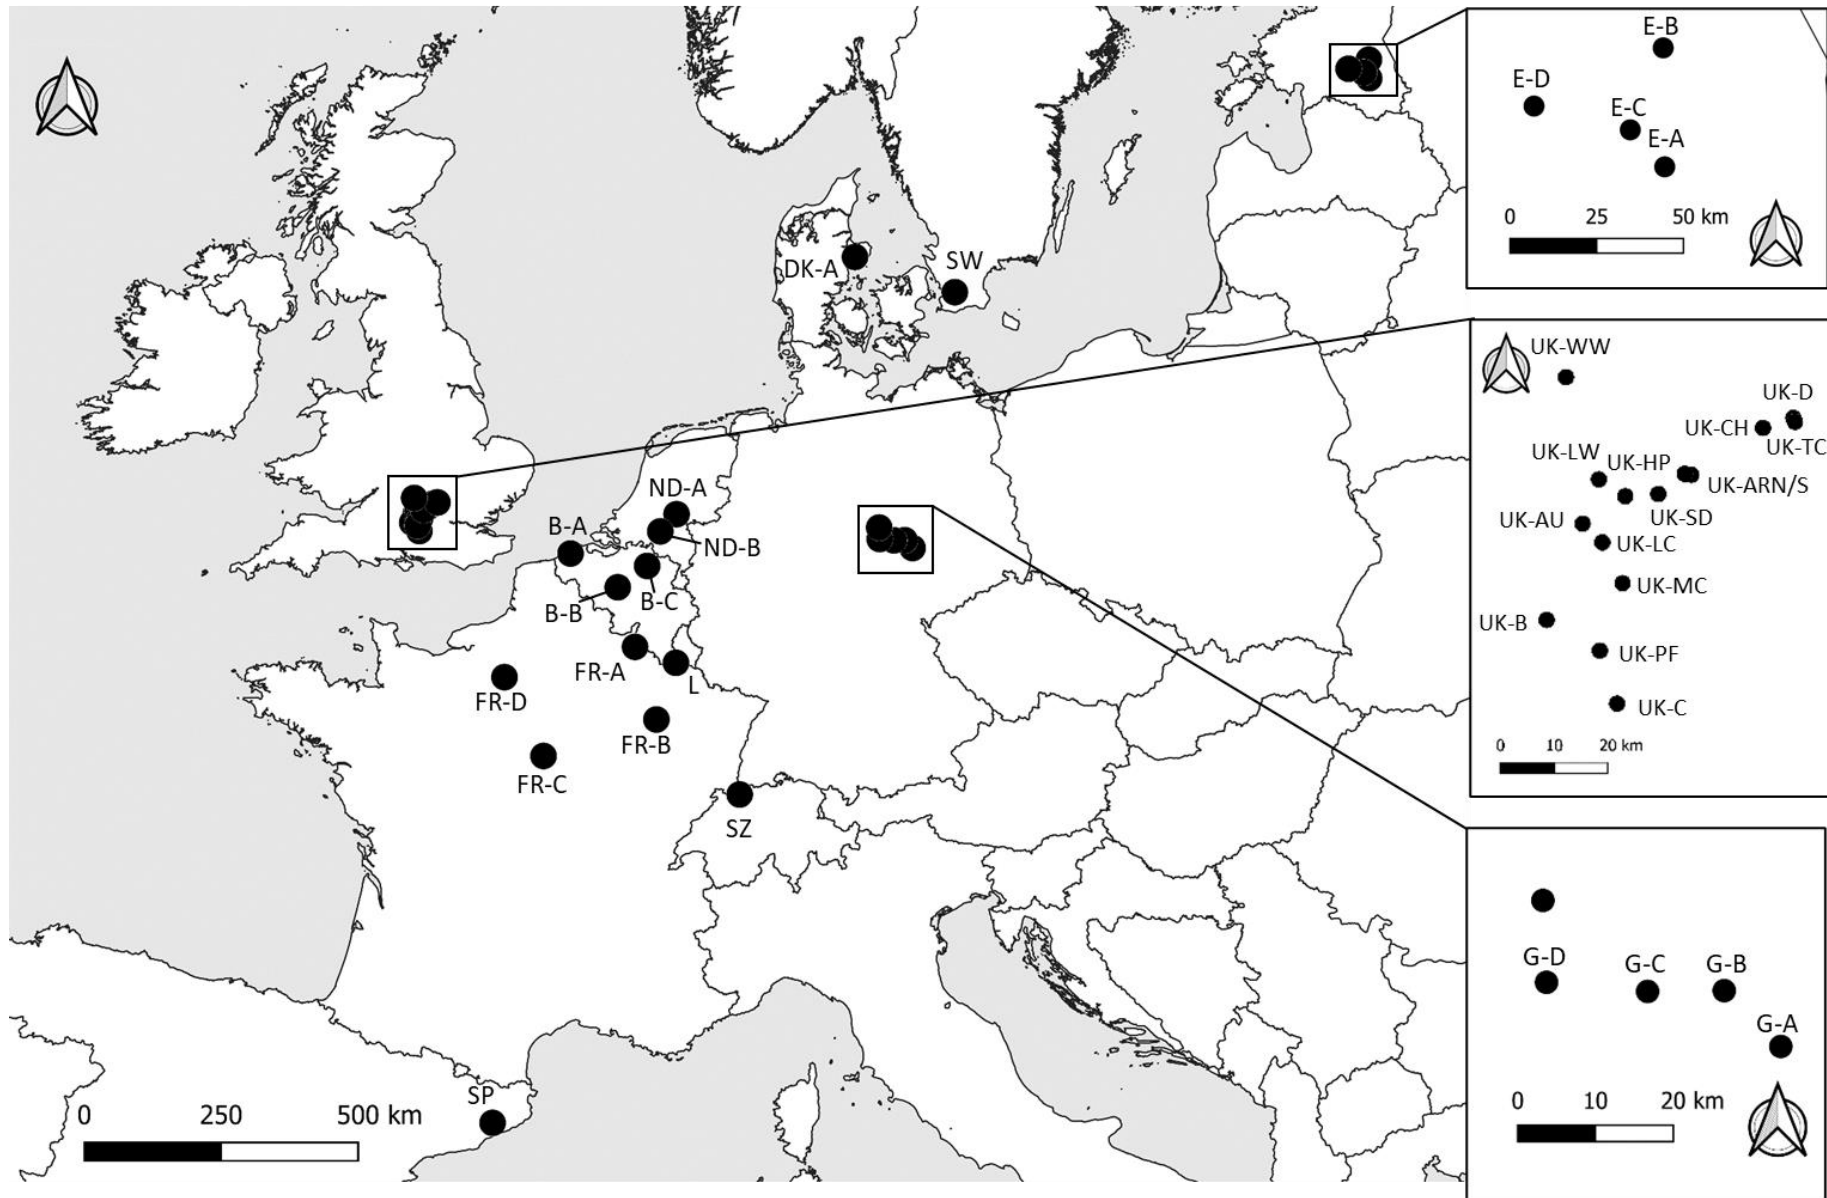 DK-A
SW
ND-A
ND-B
B-A
B-B
B-C
FR-A
L
FR-D
FR-B
FR-C
SZ
SP
0 250 500 km
E-B
E-D
E-C
E-A
0 25 50 km
UK-WW
UK-D
UK-CH
UK-TC
UK-LW
UK-HP
UK-ARN/S
UK-SD
UK-AU
UK-LC
UK-MC
UK-B
UK-PF
UK-C
0 10 20 km
G-D
G-C
G-B
G-A
0 10 20 km